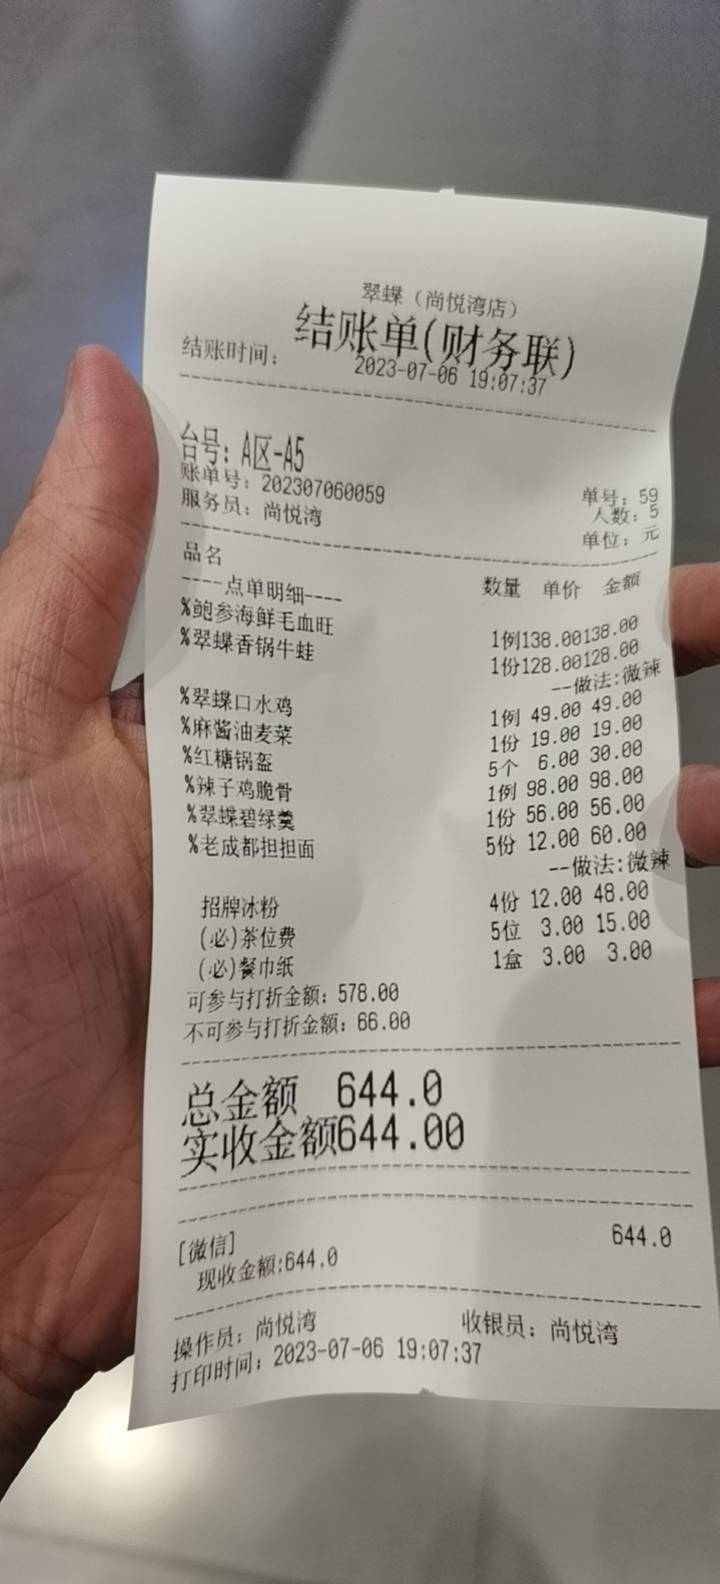 翠蝶（尚悦湾店）
结账单(财务联)
结账时间： 2023-07-06 19:07:37
台号：A区-A5
账单号：202307060059 单号：59
服务员：尚悦湾 人数：5
单位：元
品名 数量 单价 金额
----点单明细----
%鲍参海鲜毛血旺 1例138.00138.00
%翠蝶香锅牛蛙 1份128.00128.00
--做法:微辣
%翠蝶口水鸡 1例 49.00 49.00
%麻酱油麦菜 1份 19.00 19.00
%红糖锅盔 5个 6.00 30.00
%辣子鸡脆骨 1例 98.00 98.00
%翠蝶碧绿羹 1份 56.00 56.00
%老成都担担面 5份 12.00 60.00
--做法:微辣
招牌冰粉 4份 12.00 48.00
(必)茶位费 5位 3.00 15.00
(必)餐巾纸 1盒 3.00 3.00
可参与打折金额：578.00
不可参与打折金额：66.00
总金额 644.0
实收金额644.00
[微信] 644.0
现收金额:644.0
操作员：尚悦湾 收银员：尚悦湾
打印时间：2023-07-06 19:07:37